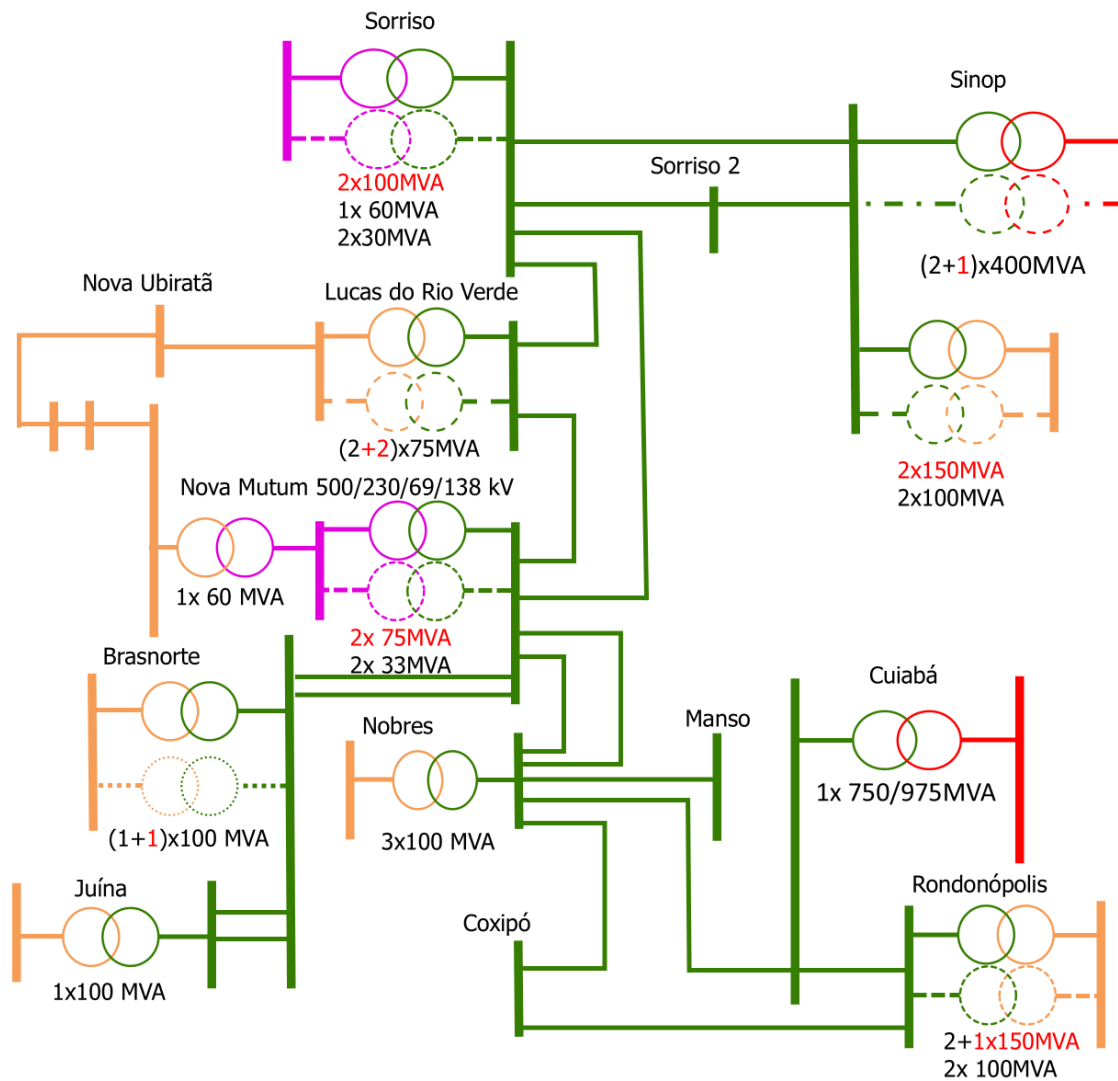 Sorriso
2x100MVA
1x 60MVA
2x30MVA
Sinop
(2+1)x400MVA
Sorriso 2
2x150MVA
2x100MVA
Nova Ubiratã
Lucas do Rio Verde
(2+2)x75MVA
Nova Mutum 500/230/69/138 kV
1x 60 MVA
2x 75MVA
2x 33MVA
Brasnorte
(1+1)x100 MVA
Nobres
3x100 MVA
Manso
Cuiabá
1x 750/975MVA
Juína
1x100 MVA
Coxipó
Rondonópolis
2+1x150MVA
2x 100MVA